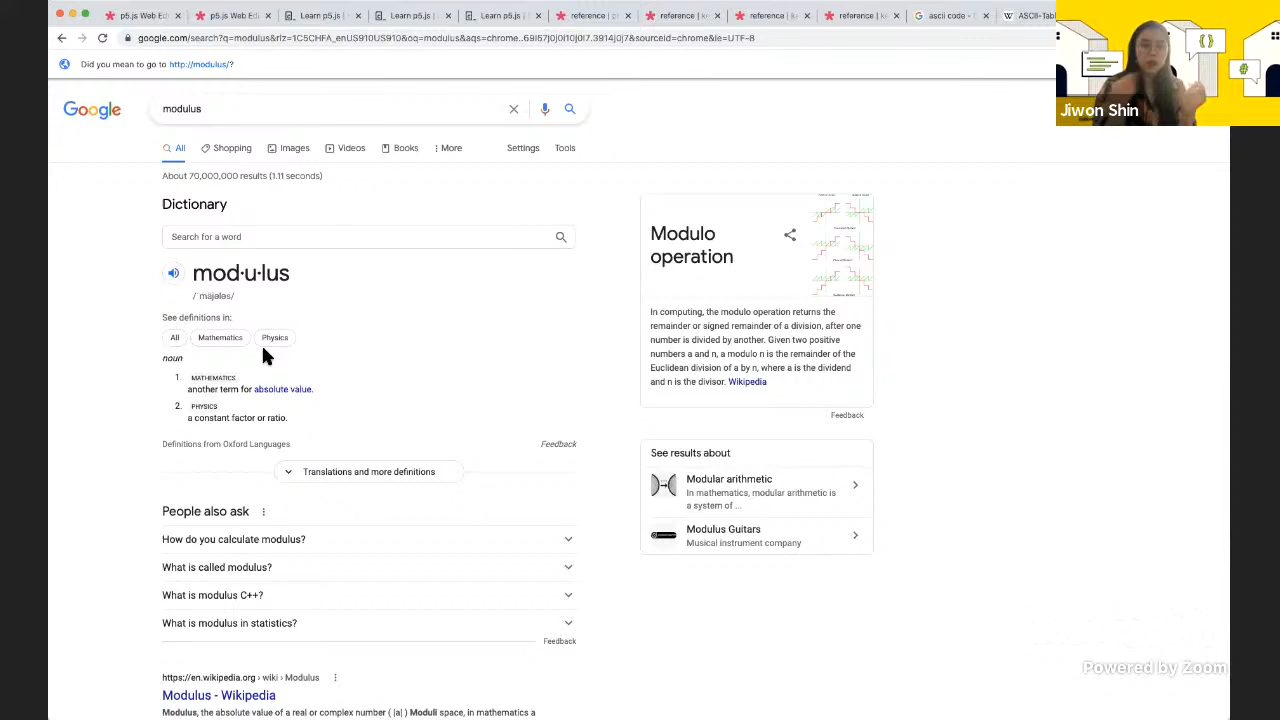 p5.js Web Edi
p5.js Web Edi
Learn p5.js
Learn p5.js
Learn p5.js
reference | p
reference |
reference |
reference |
ascii code -
ASCII-Tab
google.com/search?q=modulus&rlz=1C5CHFA_enUS910US910&oq=modulus&aqs=chrome..69i57j0j0i10j0i10l7.3914j0j7&sourceid=chrome&ie=UTF-8
Did you mean to go to http://modulus/?
Google
modulus
All
Shopping
Images
Videos
Books
More
Settings
Tools
About 70,000,000 results (1.11 seconds)
Dictionary
Search for a word
mod·u·lus
/ˈmäjələs/
See definitions in:
All
Mathematics
Physics
noun
1. MATHEMATICS
another term for absolute value.
2. PHYSICS
a constant factor or ratio.
Definitions from Oxford Languages
Feedback
Translations and more definitions
People also ask
How do you calculate modulus?
What is called modulus?
What is modulus C++?
What is modulus in statistics?
Feedback
https://en.wikipedia.org › wiki › Modulus
Modulus - Wikipedia
Modulus, the absolute value of a real or complex number ( |a| ) Moduli space, in mathematics a
Modulo
operation
In computing, the modulo operation returns the
remainder or signed remainder of a division, after one
number is divided by another. Given two positive
numbers a and n, a modulo n is the remainder of the
Euclidean division of a by n, where a is the dividend
and n is the divisor. Wikipedia
Feedback
See results about
Modular arithmetic
In mathematics, modular arithmetic is
a system of ...
Modulus Guitars
Musical instrument company
{ }
#
Jiwon Shin
Powered by Zoom